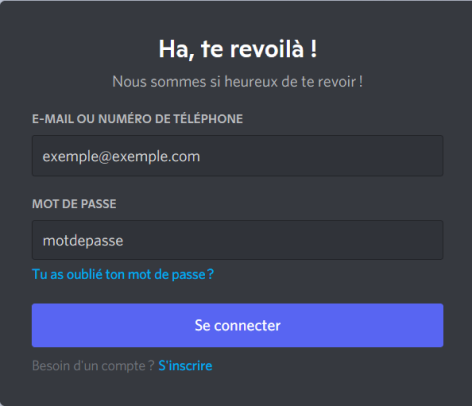 Ha, te revoilà !
Nous sommes si heureux de te revoir !
E-MAIL OU NUMÉRO DE TÉLÉPHONE
exemple@exemple.com
MOT DE PASSE
motdepasse
Tu as oublié ton mot de passe ?
Se connecter
Besoin d'un compte ? S'inscrire